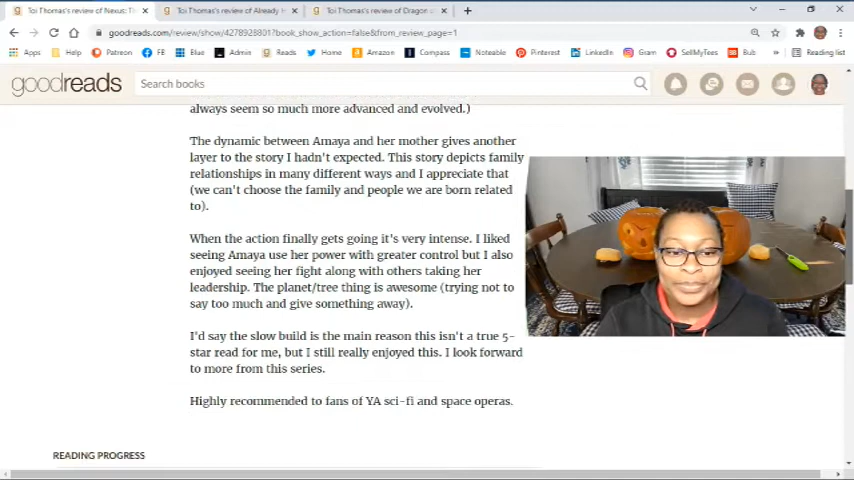 Toi Thomas's review of Nexus: Th
Toi Thomas's review of Already
Toi Thomas's review of Dragon
goodreads.com/review/show/4278928801?book_show_action=false&from_review_page=1
Apps Yahoo Patreon FB Blue Admin Reads Home Amazon Compass Noteable Pinterest LinkedIn Gram SellMyTees Bub Reading list
goodreads Search books
always seem so much more advanced and evolved.)
The dynamic between Amaya and her mother gives another
layer to the story I hadn't expected. This story depicts family
relationships in many different ways and I appreciate that
(we can't choose the family and people we are born related
to).
When the action finally gets going it's very intense. I liked
seeing Amaya use her power with greater control but I also
enjoyed seeing her fight along with others taking her
leadership. The planet/tree thing is awesome (trying not to
say too much and give something away).
I'd say the slow build is the main reason this isn't a true 5-
star read for me, but I still really enjoyed this. I look forward
to more from this series.
Highly recommended to fans of YA sci-fi and space operas.
READING PROGRESS